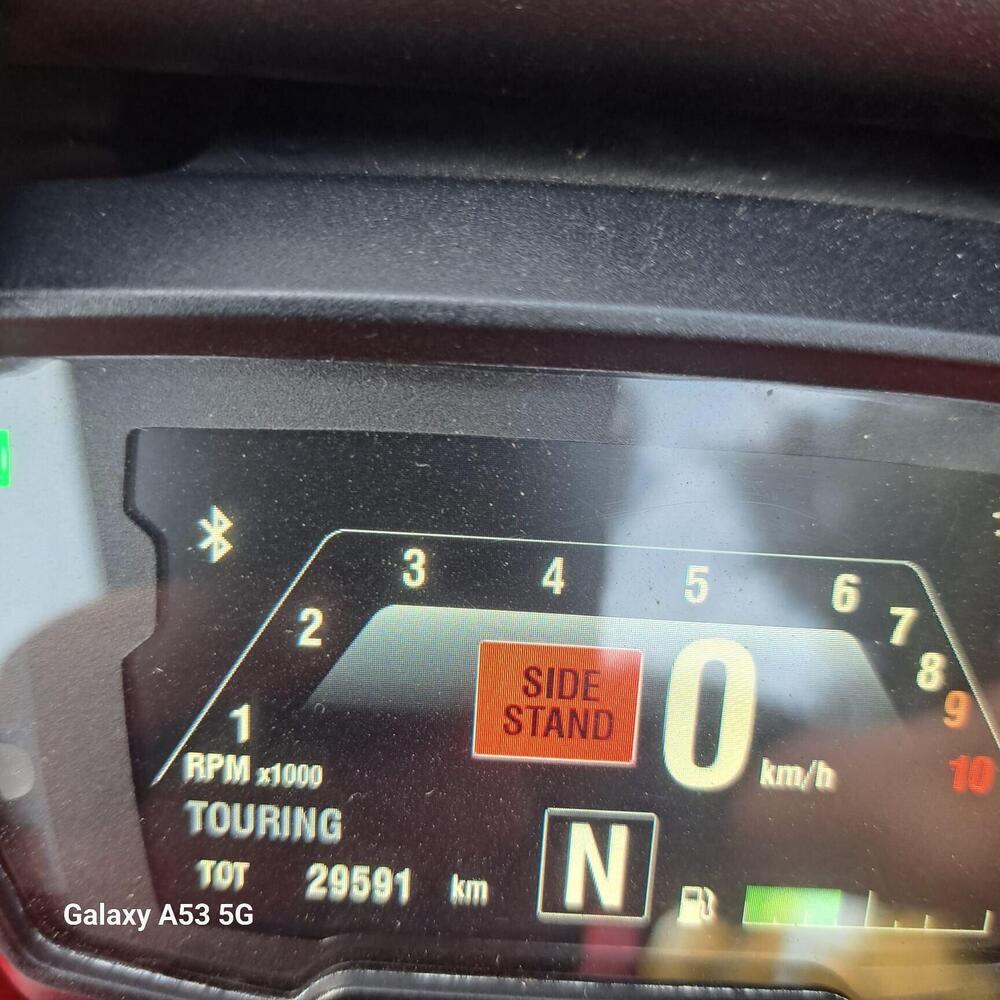 3 4 5 6
2 7
8
SIDE
STAND
0 km/h
9
1
10
RPM x1000
TOURING
TOT 29591 km
N
Galaxy A53 5G